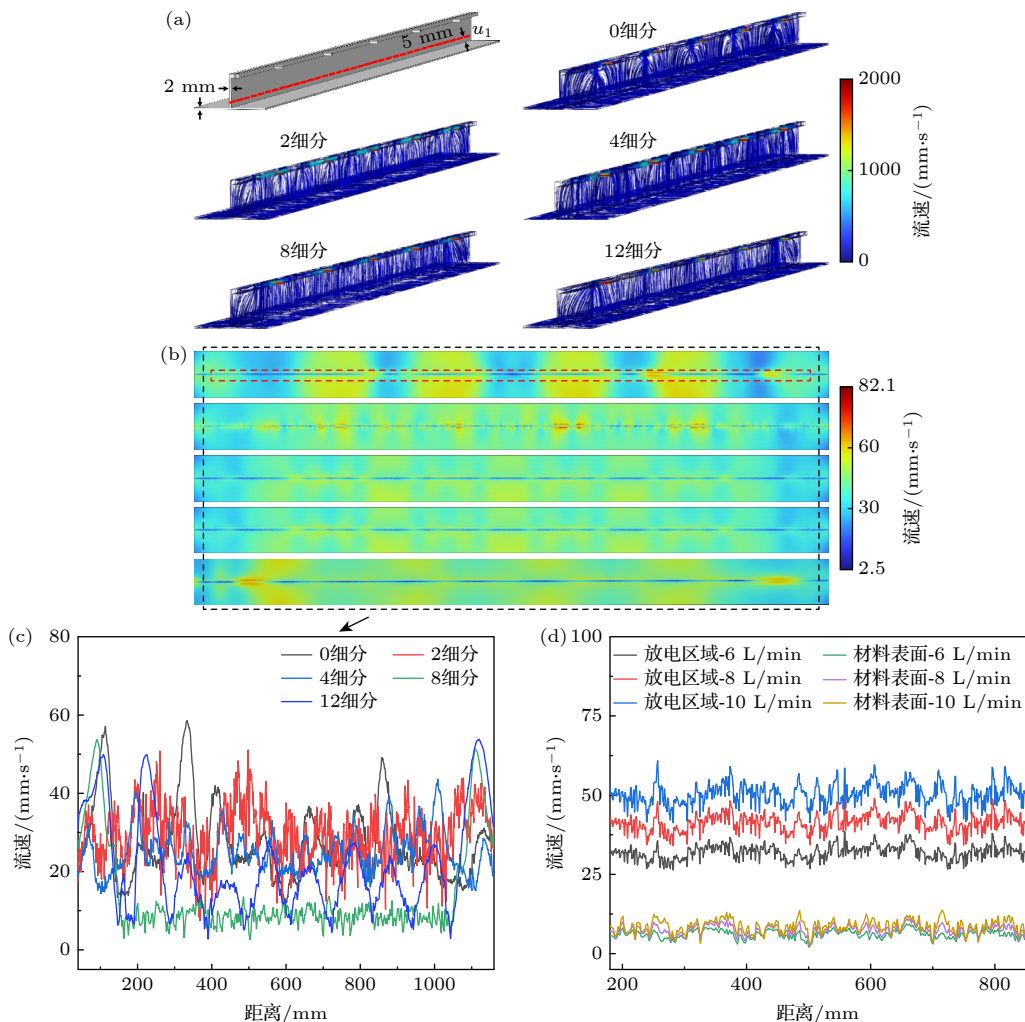 (a)
5 mm
u1
2 mm
0细分
2细分
4细分
8细分
12细分
2000
1000
0
流速/(mm·s−1)
(b)
82.1
60
30
2.5
流速/(mm·s−1)
(c)
80
60
40
20
0
流速/(mm·s−1)
0细分
2细分
4细分
8细分
12细分
200
400
600
800
1000
距离/mm
(d)
100
75
50
25
0
流速/(mm·s−1)
放电区域-6 L/min
材料表面-6 L/min
放电区域-8 L/min
材料表面-8 L/min
放电区域-10 L/min
材料表面-10 L/min
200
400
600
800
距离/mm